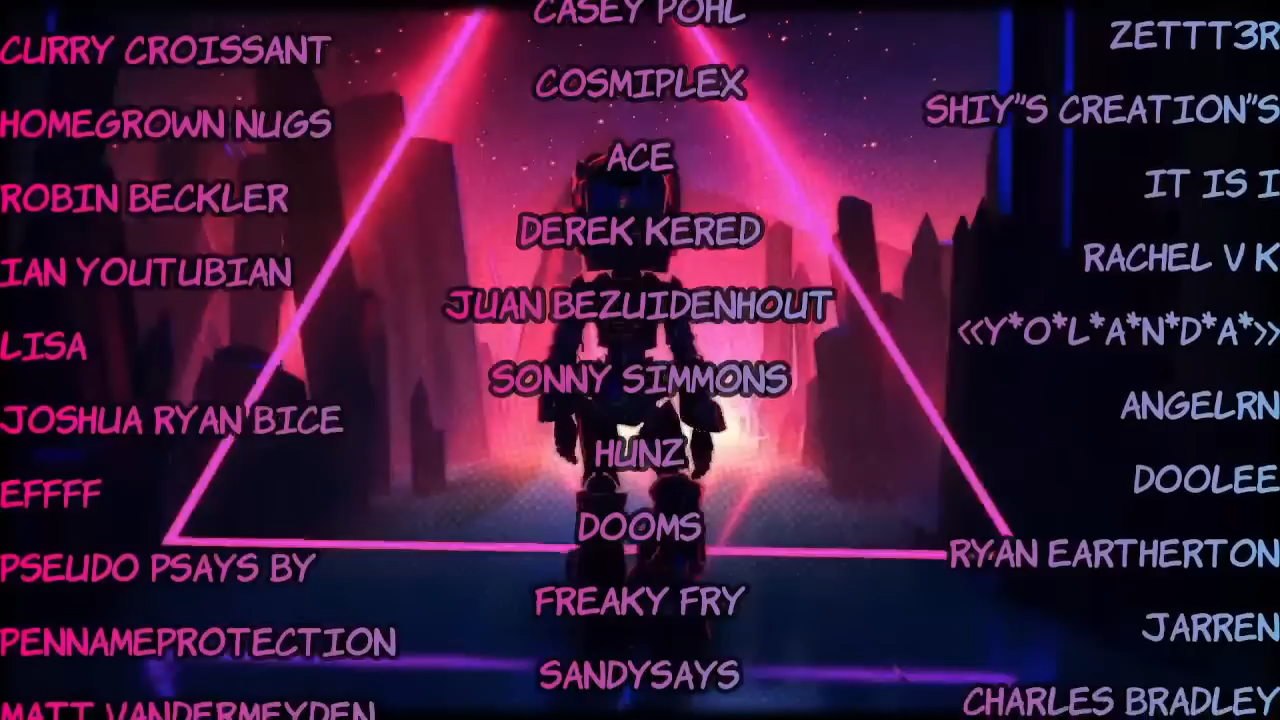 CURRY CROISSANT
HOMEGROWN NUGS
ROBIN BECKLER
IAN YOUTUBIAN
LISA
JOSHUA RYAN BICE
EFFFF
PSEUDO PSAYS BY
PENNAMEPROTECTION
MATT VANDERMEYDEN
CASEY POHL
COSMIPLEX
ACE
DEREK KERED
JUAN BEZUIDENHOUT
SONNY SIMMONS
HUNZ
DOOMS
FREAKY FRY
SANDYSAYS
ZETTT3R
SHIY"S CREATION"S
IT IS I
RACHEL V K
<<Y*O*L*A*N*D*A*>>
ANGELRN
DOOLEE
RYAN EARTHERTON
JARREN
CHARLES BRADLEY